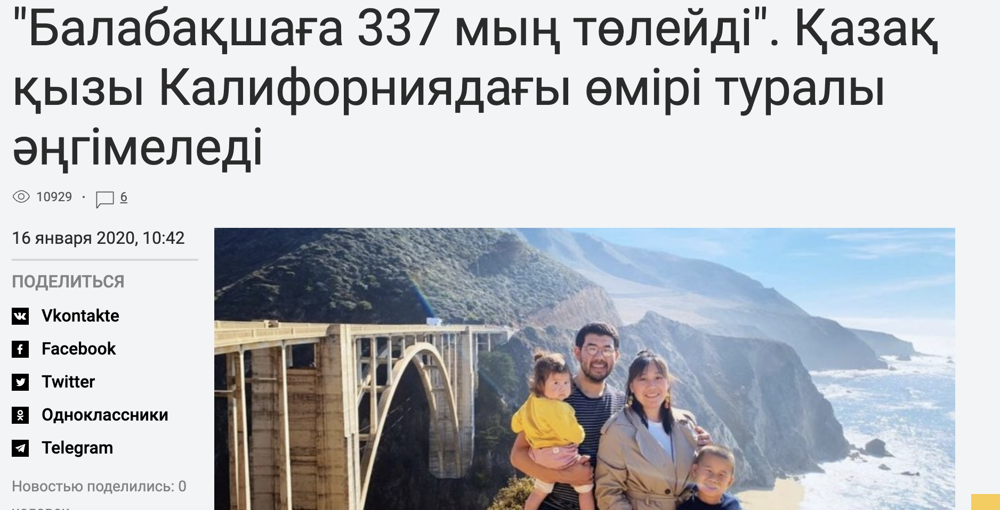 "Балабақшаға 337 мың төлейді". Қазақ
қызы Калифорниядағы өмірі туралы
әңгімеледі
10929 · 6
16 января 2020, 10:42
ПОДЕЛИТЬСЯ
Vkontakte
Facebook
Twitter
Одноклассники
Telegram
Новостью поделились: 0
человек